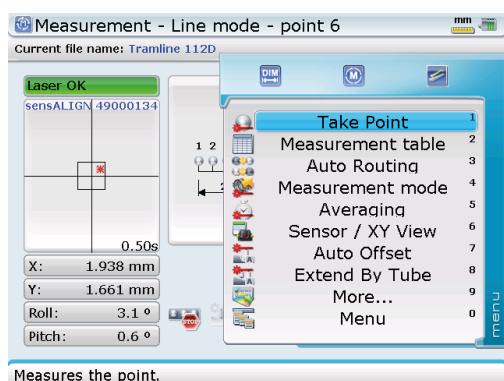 Measurement - Line mode - point 6
mm
Current file name: Tramline 112D
Laser OK
sensALIGN 49000134
0.50s
X: 1.938 mm
Y: 1.661 mm
Roll: 3.1 º
Pitch: 0.6 º
1 2
STOP
DIM
M
Take Point 1
Measurement table 2
Auto Routing 3
Measurement mode 4
Averaging 5
Sensor / XY View 6
Auto Offset 7
Extend By Tube 8
More... 9
Menu 0
menu
Measures the point.